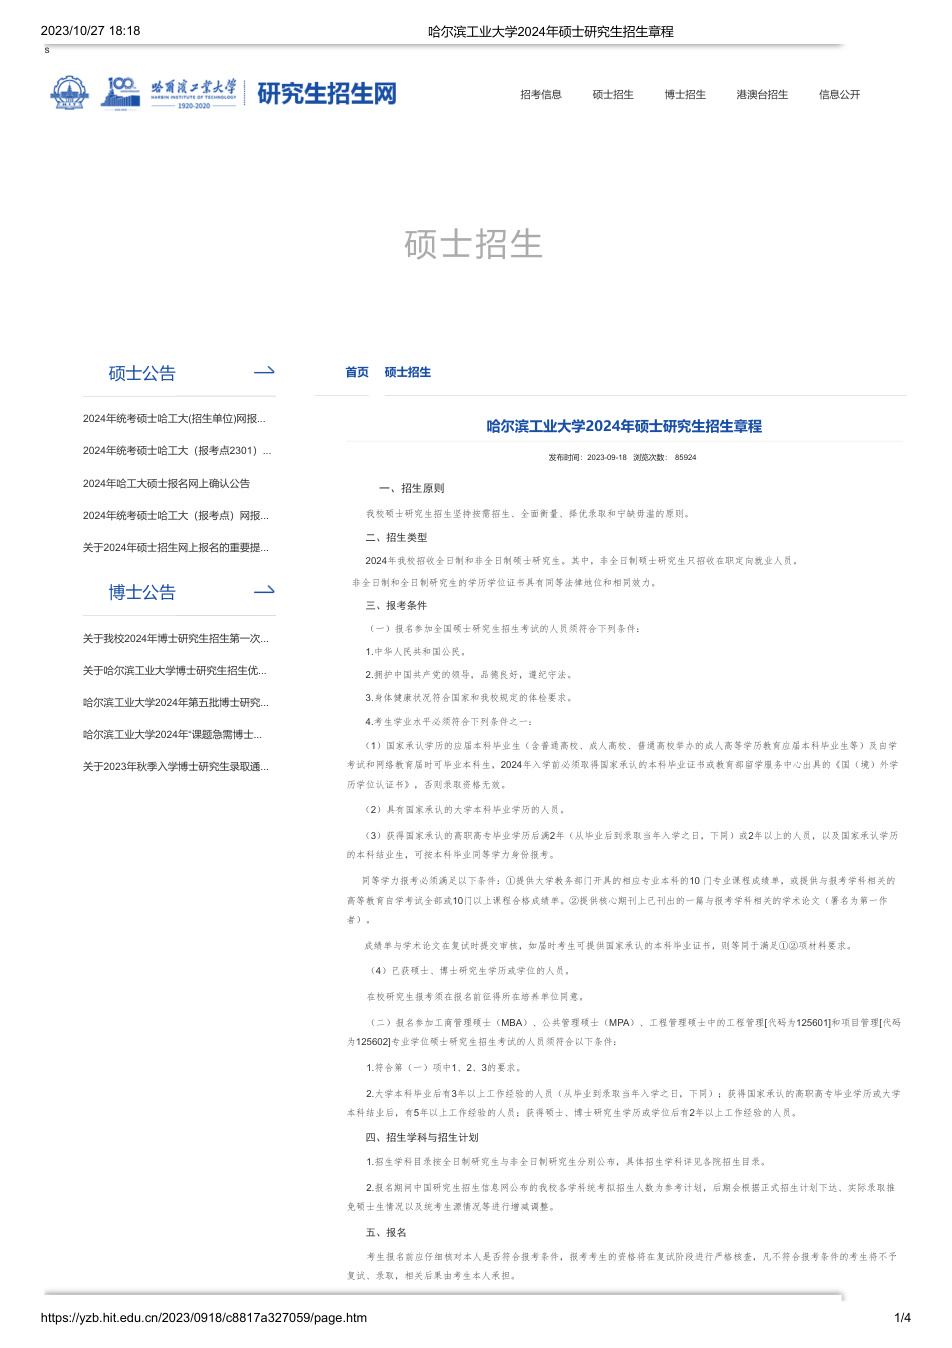 2023/10/27 18:18
哈尔滨工业大学2024年硕士研究生招生章程
s
100
哈尔滨工业大学
HARBIN INSTITUTE OF TECHNOLOGY
1920-2020
研究生招生网
招考信息
硕士招生
博士招生
港澳台招生
信息公开
硕士招生
硕士公告
2024年统考硕士哈工大(招生单位)网报...
2024年统考硕士哈工大（报考点2301）...
2024年哈工大硕士报名网上确认公告
2024年统考硕士哈工大（报考点）网报...
关于2024年硕士招生网上报名的重要提...
博士公告
关于我校2024年博士研究生招生第一次...
关于哈尔滨工业大学博士研究生招生优...
哈尔滨工业大学2024年第五批博士研究...
哈尔滨工业大学2024年“课题急需博士...
关于2023年秋季入学博士研究生录取通...
首页 硕士招生
哈尔滨工业大学2024年硕士研究生招生章程
发布时间：2023-09-18 浏览次数： 85924
一、招生原则
我校硕士研究生招生坚持按需招生、全面衡量、择优录取和宁缺毋滥的原则。
二、招生类型
2024年我校招收全日制和非全日制硕士研究生。其中，非全日制硕士研究生只招收在职定向就业人员。
非全日制和全日制研究生的学历学位证书具有同等法律地位和相同效力。
三、报考条件
（一）报名参加全国硕士研究生招生考试的人员须符合下列条件：
1.中华人民共和国公民。
2.拥护中国共产党的领导，品德良好，遵纪守法。
3.身体健康状况符合国家和我校规定的体检要求。
4.考生学业水平必须符合下列条件之一：
（1）国家承认学历的应届本科毕业生（含普通高校、成人高校、普通高校举办的成人高等学历教育应届本科毕业生等）及自学
考试和网络教育届时可毕业本科生，2024年入学前必须取得国家承认的本科毕业证书或教育部留学服务中心出具的《国（境）外学
历学位认证书》，否则录取资格无效。
（2）具有国家承认的大学本科毕业学历的人员。
（3）获得国家承认的高职高专毕业学历后满2年（从毕业后到录取当年入学之日，下同）或2年以上的人员，以及国家承认学历
的本科结业生，可按本科毕业同等学力身份报考。
同等学力报考必须满足以下条件：①提供大学教务部门开具的相应专业本科的10 门专业课程成绩单，或提供与报考学科相关的
高等教育自学考试全部或10门以上课程合格成绩单。②提供核心期刊上已刊出的一篇与报考学科相关的学术论文（署名为第一作
者）。
成绩单与学术论文在复试时提交审核，如届时考生可提供国家承认的本科毕业证书，则等同于满足①②项材料要求。
（4）已获硕士、博士研究生学历或学位的人员。
在校研究生报考须在报名前征得所在培养单位同意。
（二）报名参加工商管理硕士（MBA）、公共管理硕士（MPA）、工程管理硕士中的工程管理[代码为125601]和项目管理[代码
为125602]专业学位硕士研究生招生考试的人员须符合以下条件：
1.符合第（一）项中1、2、3的要求。
2.大学本科毕业后有3年以上工作经验的人员（从毕业到录取当年入学之日，下同）；获得国家承认的高职高专毕业学历或大学
本科结业后，有5年以上工作经验的人员；获得硕士、博士研究生学历或学位后有2年以上工作经验的人员。
四、招生学科与招生计划
1.招生学科目录按全日制研究生与非全日制研究生分别公布，具体招生学科详见各院招生目录。
2.报名期间中国研究生招生信息网公布的我校各学科统考拟招生人数为参考计划，后期会根据正式招生计划下达、实际录取推
免硕士生情况以及统考生源情况等进行增减调整。
五、报名
考生报名前应仔细核对本人是否符合报考条件，报考考生的资格将在复试阶段进行严格核查，凡不符合报考条件的考生将不予
复试、录取，相关后果由考生本人承担。
https://yzb.hit.edu.cn/2023/0918/c8817a327059/page.htm
1/4